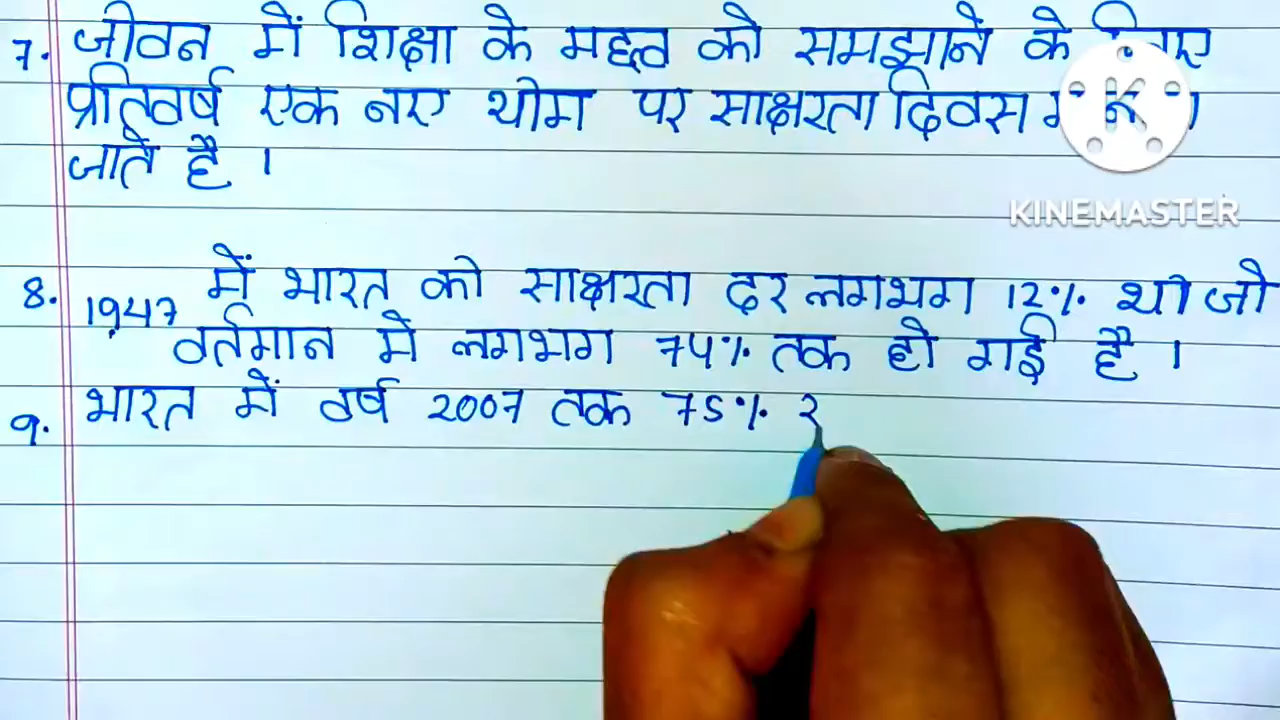 7. जीवन में शिक्षा के महत्व को समझाने के लिए
प्रतिवर्ष एक नए थीम पर साक्षरता दिवस
जाते है ।
KINEMASTER
8. 1947 में भारत की साक्षरता दर लगभग 12% थी जो
वर्तमान में लगभग 74% तक हो गई है ।
9. भारत में वर्ष 2007 तक 75%